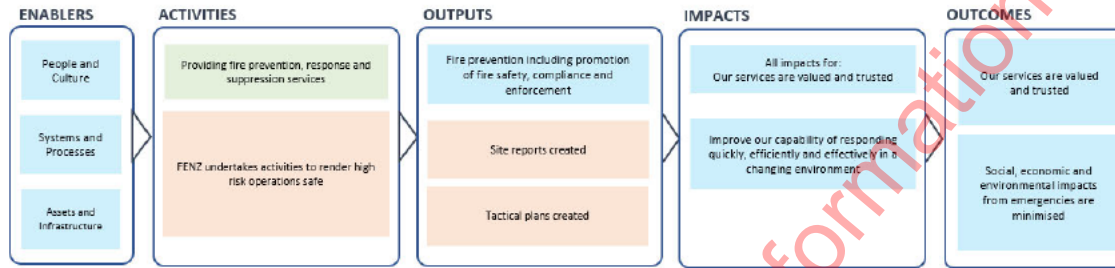 ENABLERS
People and
Culture
Systems and
Processes
Assets and
Infrastructure
ACTIVITIES
Providing fire prevention, response and
suppression services
FENZ undertakes activities to render high
risk operations safe
OUTPUTS
Fire prevention including promotion
of fire safety, compliance and
enforcement
Site reports created
Tactical plans created
IMPACTS
All impacts for:
Our services are valued and trusted
Improve our capability of responding
quickly, efficiently and effectively in a
changing environment
OUTCOMES
Our services are valued
and trusted
Social, economic and
environmental impacts
from emergencies are
minimised
formation